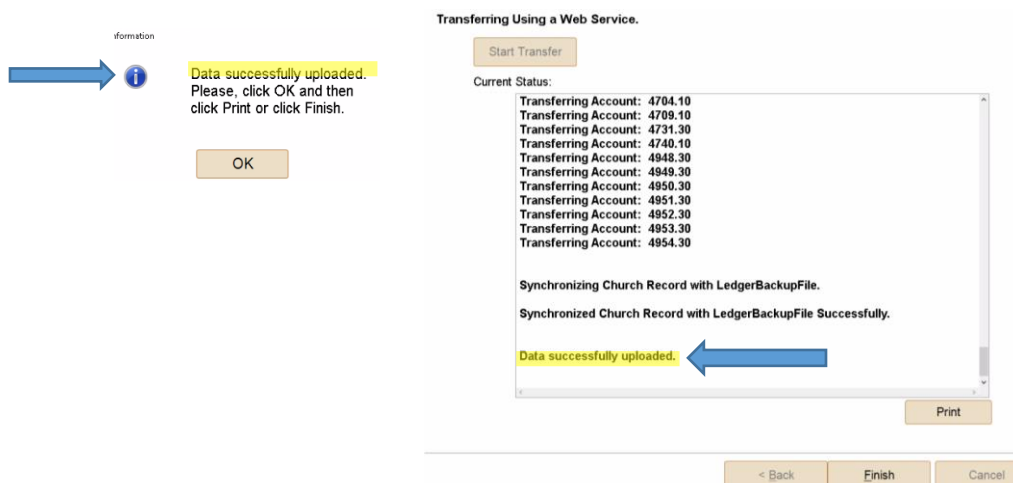 nformation
Data successfully uploaded.
Please, click OK and then
click Print or click Finish.
OK
Transferring Using a Web Service.
Start Transfer
Current Status:
Transferring Account: 4704.10
Transferring Account: 4709.10
Transferring Account: 4731.30
Transferring Account: 4740.10
Transferring Account: 4948.30
Transferring Account: 4949.30
Transferring Account: 4950.30
Transferring Account: 4951.30
Transferring Account: 4952.30
Transferring Account: 4953.30
Transferring Account: 4954.30
Synchronizing Church Record with LedgerBackupFile.
Synchronized Church Record with LedgerBackupFile Successfully.
Data successfully uploaded.
Print
< Back
Finish
Cancel